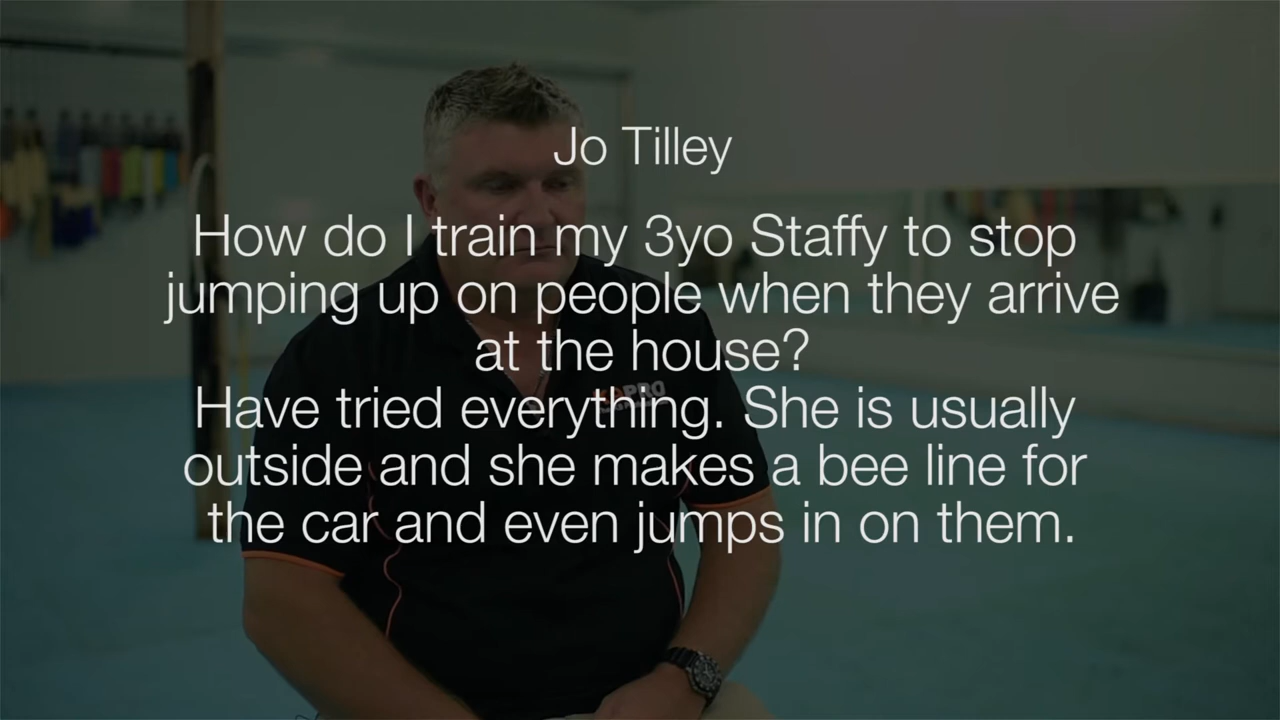 Jo Tilley
How do I train my 3yo Staffy to stop
jumping up on people when they arrive
at the house?
Have tried everything. She is usually
outside and she makes a bee line for
the car and even jumps in on them.